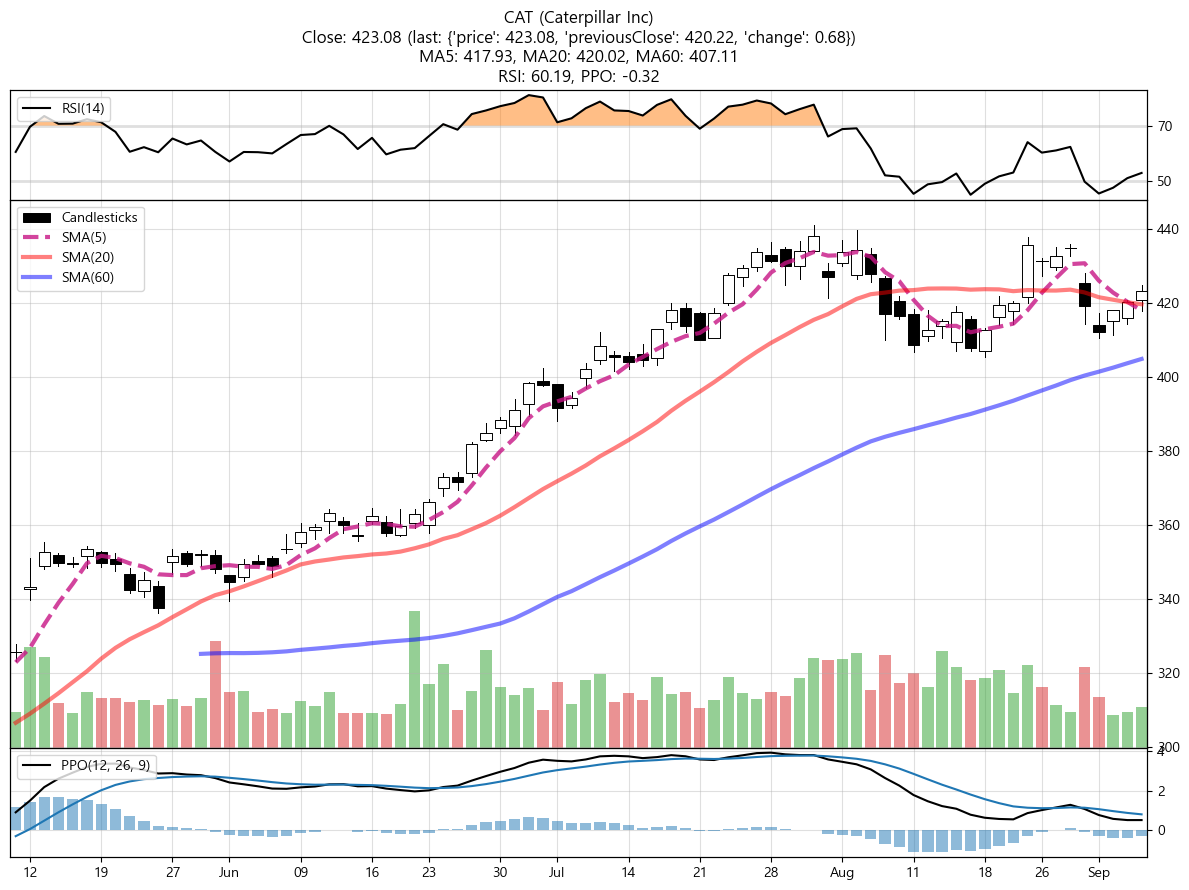 CAT (Caterpillar Inc)
Close: 423.08 (last: {'price': 423.08, 'previousClose': 420.22, 'change': 0.68})
MA5: 417.93, MA20: 420.02, MA60: 407.11
RSI: 60.19, PPO: -0.32
RSI(14)
70
50
Candlesticks
SMA(5)
SMA(20)
SMA(60)
440
420
400
380
360
340
320
300
PPO(12, 26, 9)
4
2
0
12 19 27 Jun 09 16 23 30 Jul 14 21 28 Aug 11 18 26 Sep